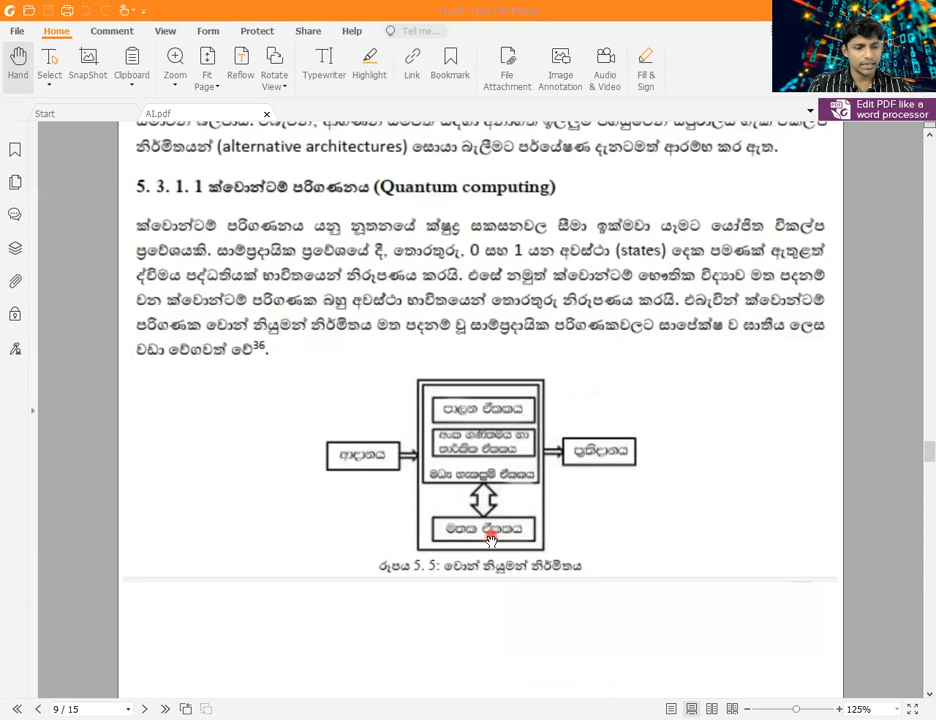 File Home Comment View Form Protect Share Help Tell me...
Hand Select SnapShot Clipboard Zoom Fit Page Reflow Rotate View Typewriter Highlight Link Bookmark File Attachment Image Annotation Audio & Video Fill & Sign
Start AI.pdf
Edit PDF like a word processor
නිර්මිතයන් (alternative architectures) සොයා බැලීමට පර්යේෂණ දැනටමත් ආරම්භ කර ඇත.
5. 3. 1. 1 ක්වොන්ටම් පරිගණනය (Quantum computing)
ක්වොන්ටම් පරිගණනය යනු නූතනයේ ක්ෂුද්‍ර සකසනවල සීමා ඉක්මවා යෑමට යෝජිත විකල්ප
ප්‍රවේශයකි. සාම්ප්‍රදායික ප්‍රවේශයේ දී, තොරතුරු, 0 සහ 1 යන අවස්ථා (states) දෙක පමණක් ඇතුළත්
ද්විමය පද්ධතියක් භාවිතයෙන් නිරූපණය කරයි. එසේ නමුත් ක්වොන්ටම් භෞතික විද්‍යාව මත පදනම්
වන ක්වොන්ටම් පරිගණක බහු අවස්ථා භාවිතයෙන් තොරතුරු නිරූපණය කරයි. එබැවින් ක්වොන්ටම්
පරිගණක වොන් නියුමන් නිර්මිතය මත පදනම් වූ සාම්ප්‍රදායික පරිගණකවලට සාපේක්ෂ ව ඝාතීය ලෙස
වඩා වේගවත් වේ36.
පාලන ඒකකය
අංක ගණිතමය හා
තාර්කික ඒකකය
ආදානය
ප්‍රතිදානය
මධ්‍ය සැකසුම් ඒකකය
මතක ඒකකය
රූපය 5. 5: වොන් නියුමන් නිර්මිතය
9 / 15
125%